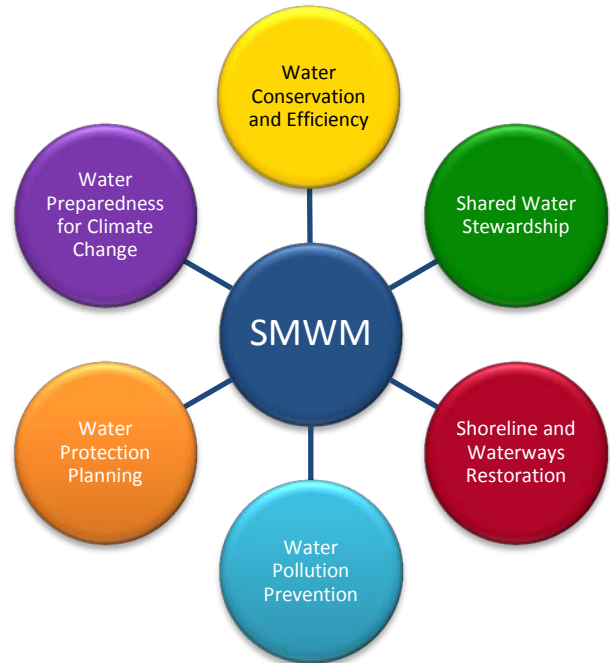 Water
Conservation
and Efficiency
Shared Water
Stewardship
Shoreline and
Waterways
Restoration
Water
Pollution
Prevention
Water
Protection
Planning
Water
Preparedness
for Climate
Change
SMWM